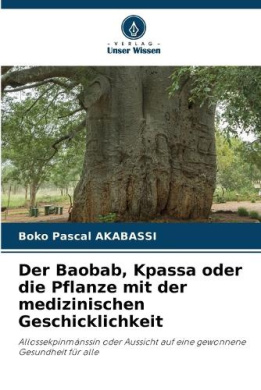 VERLAG
Unser Wissen
Boko Pascal AKABASSI
Der Baobab, Kpassa oder
die Pflanze mit der
medizinischen
Geschicklichkeit
Allossekpinmánssin oder Aussicht auf eine gewonnene
Gesundheit für alle